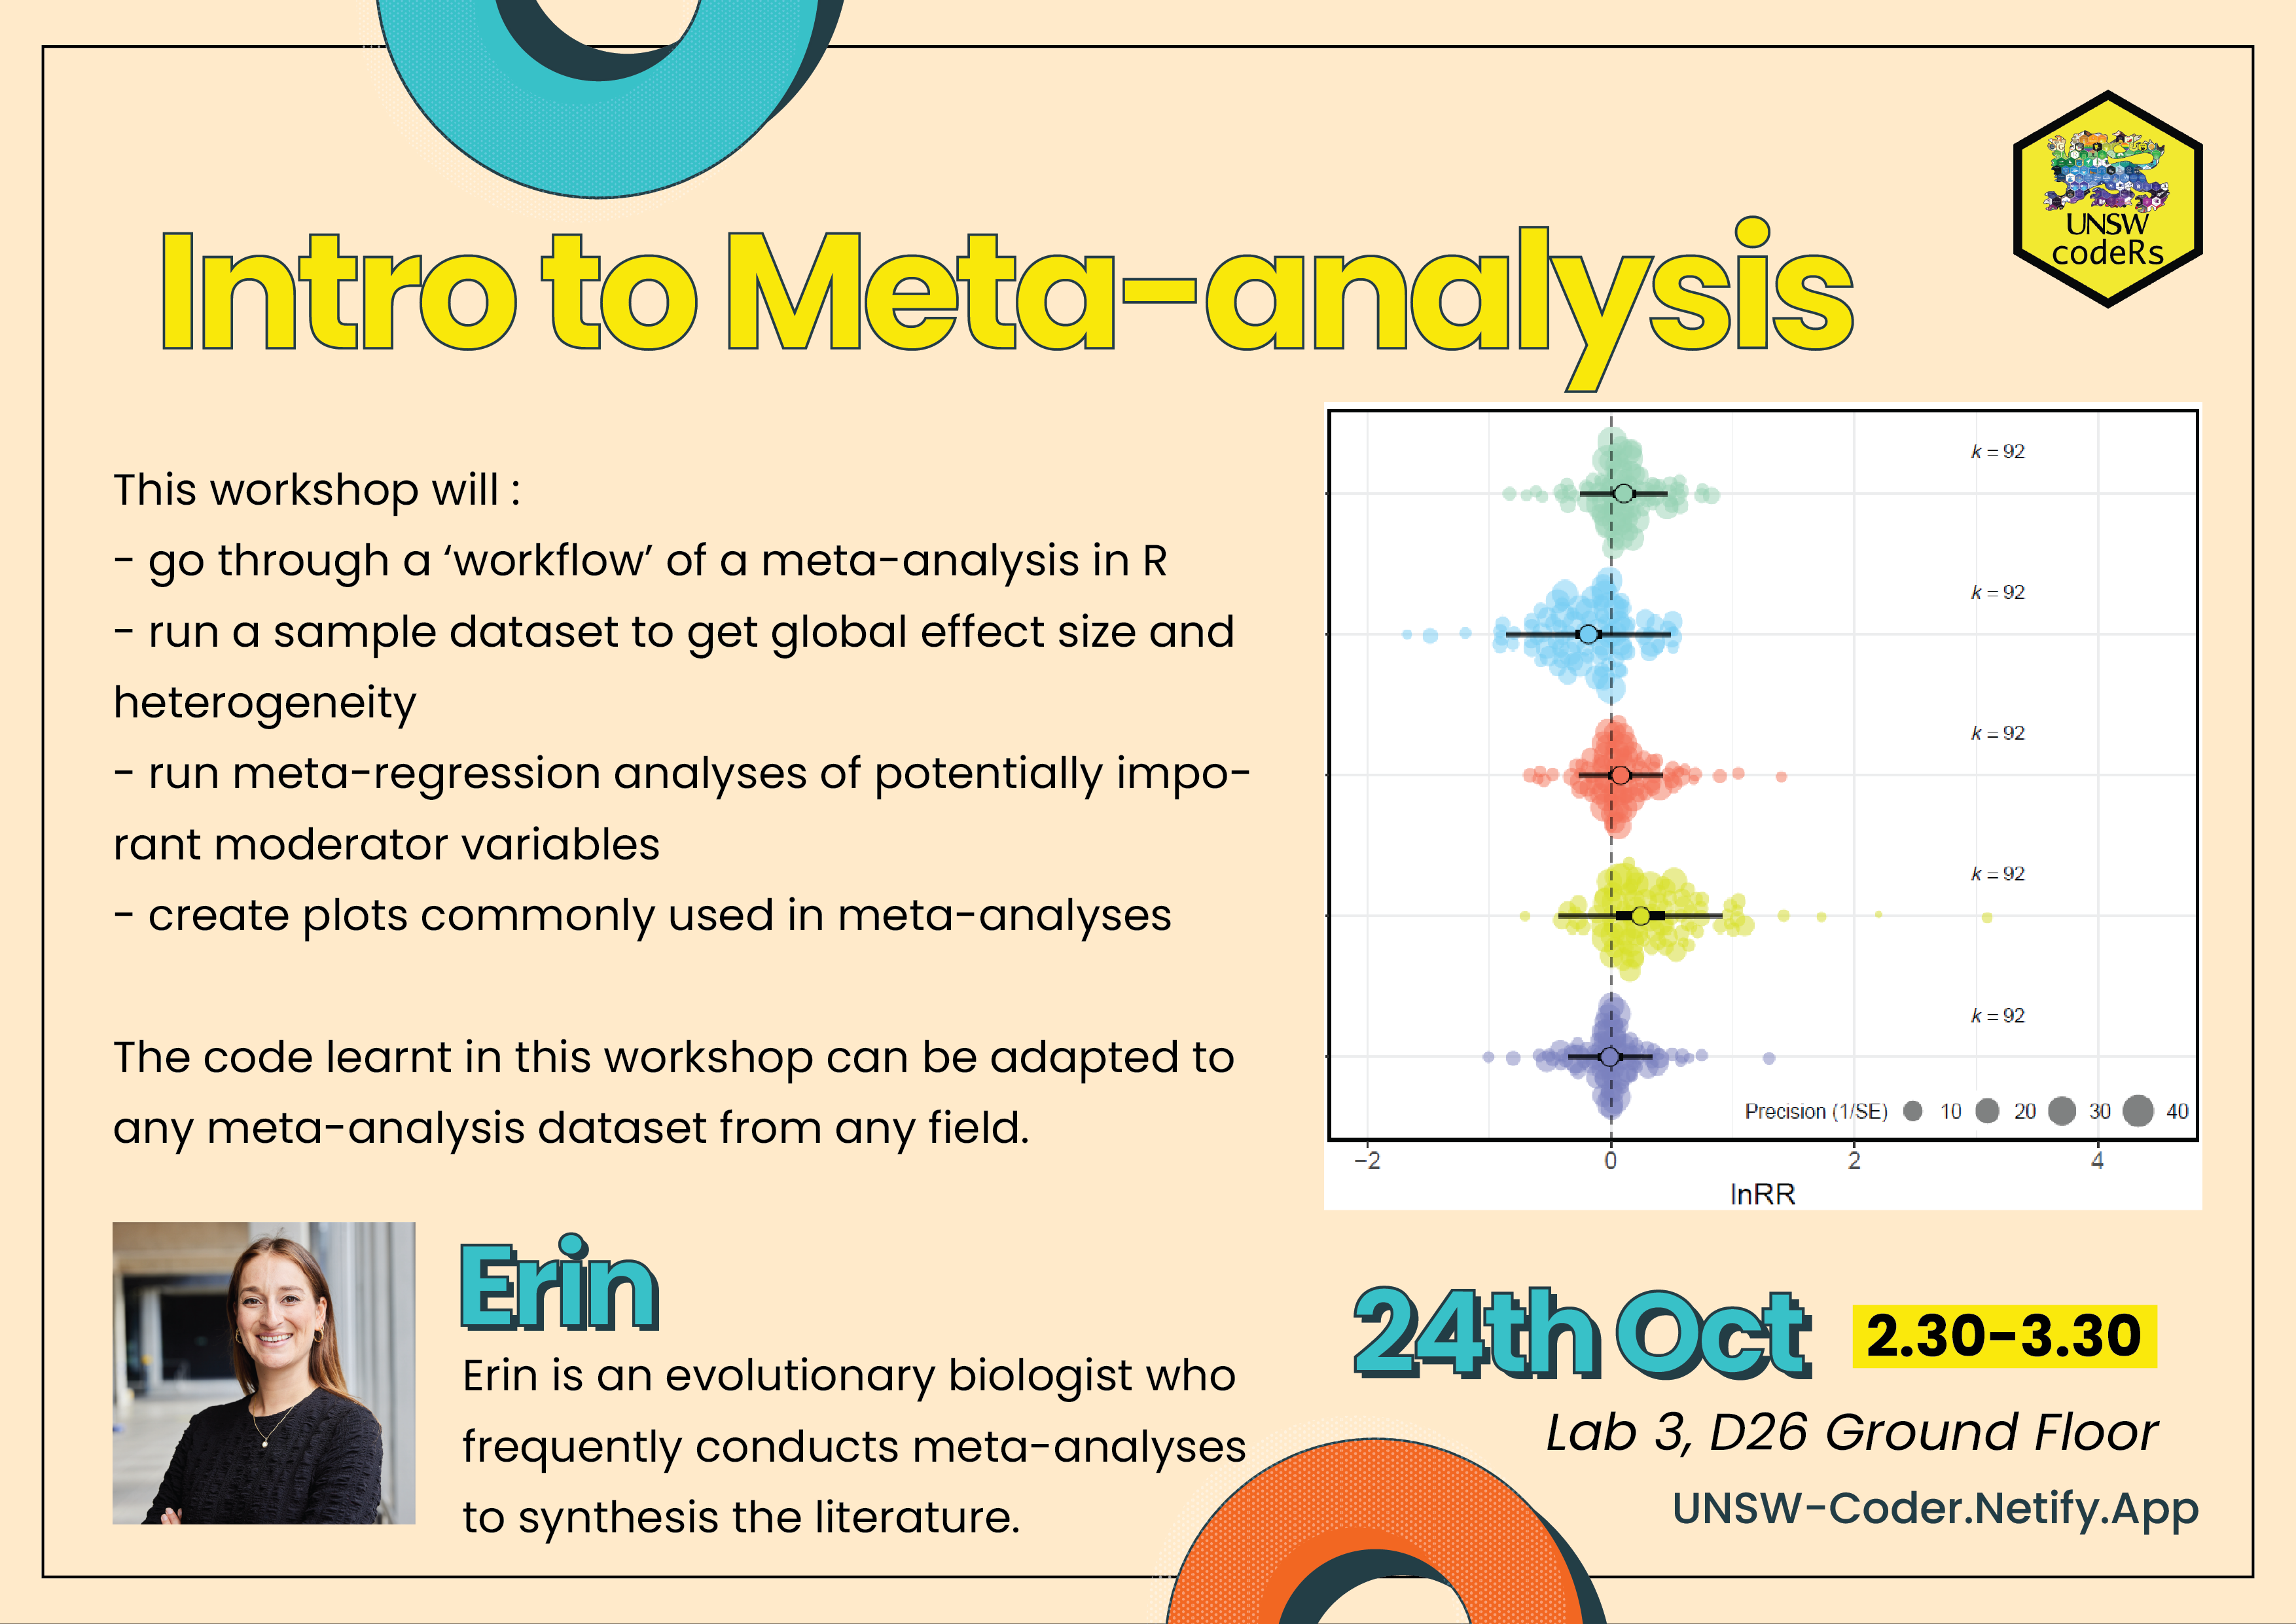 UNSW
codeRs
Intro to Meta-analysis
This workshop will :
- go through a ‘workflow’ of a meta-analysis in R
- run a sample dataset to get global effect size and
heterogeneity
- run meta-regression analyses of potentially impo-
rant moderator variables
- create plots commonly used in meta-analyses
The code learnt in this workshop can be adapted to
any meta-analysis dataset from any field.
k = 92
k = 92
k = 92
k = 92
k = 92
Precision (1/SE) 10 20 30 40
−2 0 2 4
lnRR
Erin
Erin is an evolutionary biologist who
frequently conducts meta-analyses
to synthesis the literature.
24th Oct 2.30-3.30
Lab 3, D26 Ground Floor
UNSW-Coder.Netify.App